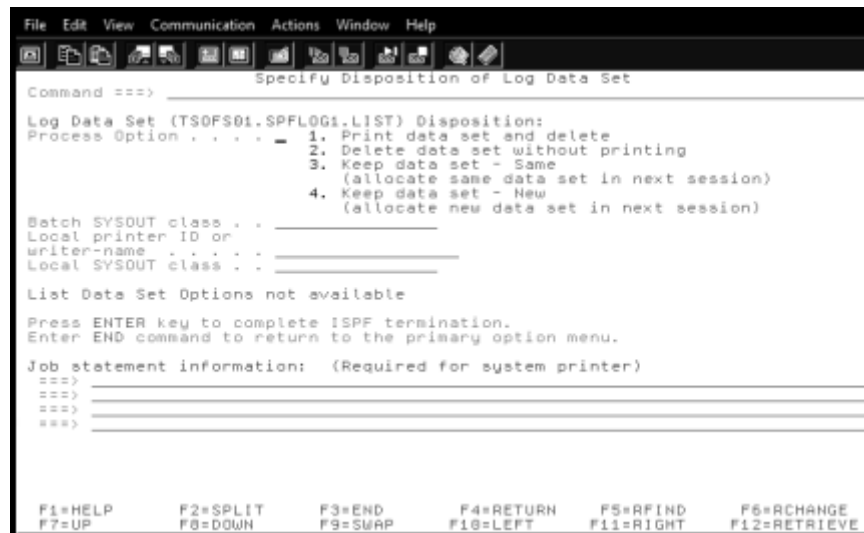 File Edit View Communication Actions Window Help
Specify Disposition of Log Data Set
Command ===>
Log Data Set (TSOFS01.SPFLOG1.LIST) Disposition:
Process Option . . . . _ 1. Print data set and delete
2. Delete data set without printing
3. Keep data set - Same
(allocate same data set in next session)
4. Keep data set - New
(allocate new data set in next session)
Batch SYSOUT class . .
Local printer ID or
writer-name . . . . .
Local SYSOUT class . .
List Data Set Options not available
Press ENTER key to complete ISPF termination.
Enter END command to return to the primary option menu.
Job statement information: (Required for system printer)
===>
===>
===>
===>
F1=HELP F2=SPLIT F3=END F4=RETURN F5=RFIND F6=RCHANGE
F7=UP F8=DOWN F9=SWAP F10=LEFT F11=RIGHT F12=RETRIEVE